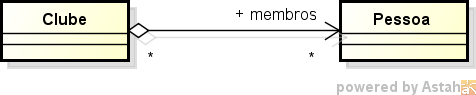 Clube
+ membros
Pessoa
*
*
powered by Astah